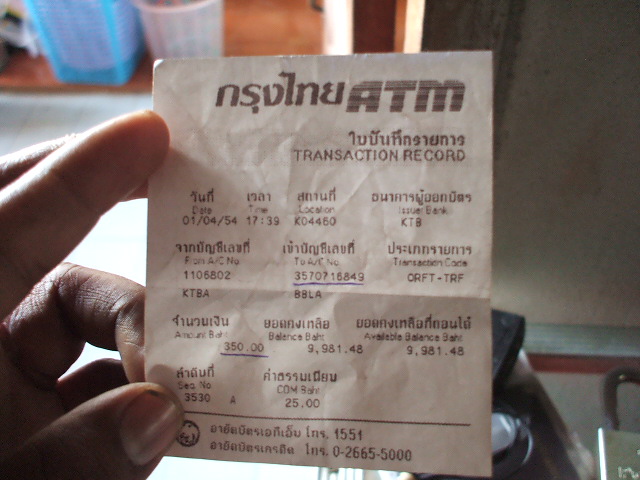 กรุงไทย ATM
ใบบันทึกรายการ
TRANSACTION RECORD
วันที่ เวลา สถานที่ ธนาคารผู้ออกบัตร
Date Time Location Issuer Bank
01/04/54 17:39 K04460 KTB
จากบัญชีเลขที่ เข้าบัญชีเลขที่ ประเภทรายการ
From A/C No. To A/C No. Transaction Code
1106802 3570716849 ORFT-TRF
KTBA BBLA
จำนวนเงิน ยอดคงเหลือ ยอดคงเหลือที่ถอนได้
Amount Baht Balance Baht Available Balance Baht
350.00 9,981.48 9,981.48
ลำดับที่ ค่าธรรมเนียม
Seq No. COM Baht
3530 A 25.00
อายัดบัตรเอทีเอ็ม โทร. 1551
อายัดบัตรเครดิต โทร. 0-2665-5000